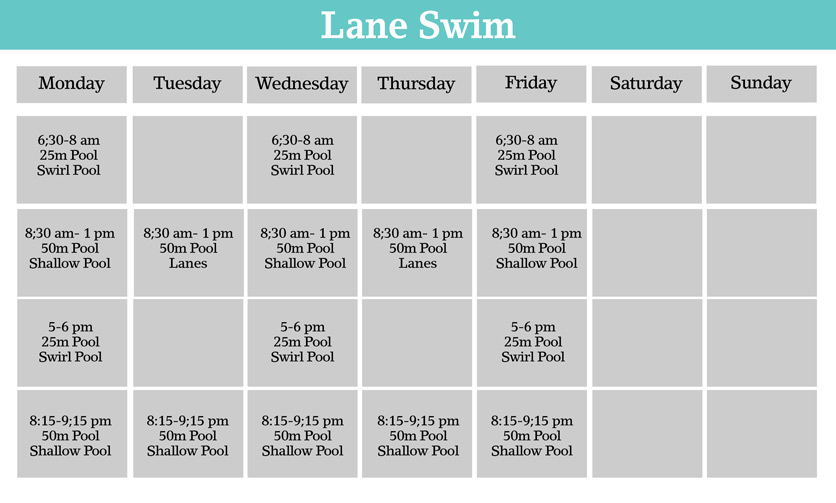 Lane Swim
Monday Tuesday Wednesday Thursday Friday Saturday Sunday
6;30-8 am 6;30-8 am 6;30-8 am
25m Pool 25m Pool 25m Pool
Swirl Pool Swirl Pool Swirl Pool
8;30 am- 1 pm 8;30 am- 1 pm 8;30 am- 1 pm 8;30 am- 1 pm 8;30 am- 1 pm
50m Pool 50m Pool 50m Pool 50m Pool 50m Pool
Shallow Pool Lanes Shallow Pool Lanes Shallow Pool
5-6 pm 5-6 pm 5-6 pm
25m Pool 25m Pool 25m Pool
Swirl Pool Swirl Pool Swirl Pool
8:15-9;15 pm 8:15-9;15 pm 8:15-9;15 pm 8:15-9;15 pm 8:15-9;15 pm
50m Pool 50m Pool 50m Pool 50m Pool 50m Pool
Shallow Pool Shallow Pool Shallow Pool Shallow Pool Shallow Pool